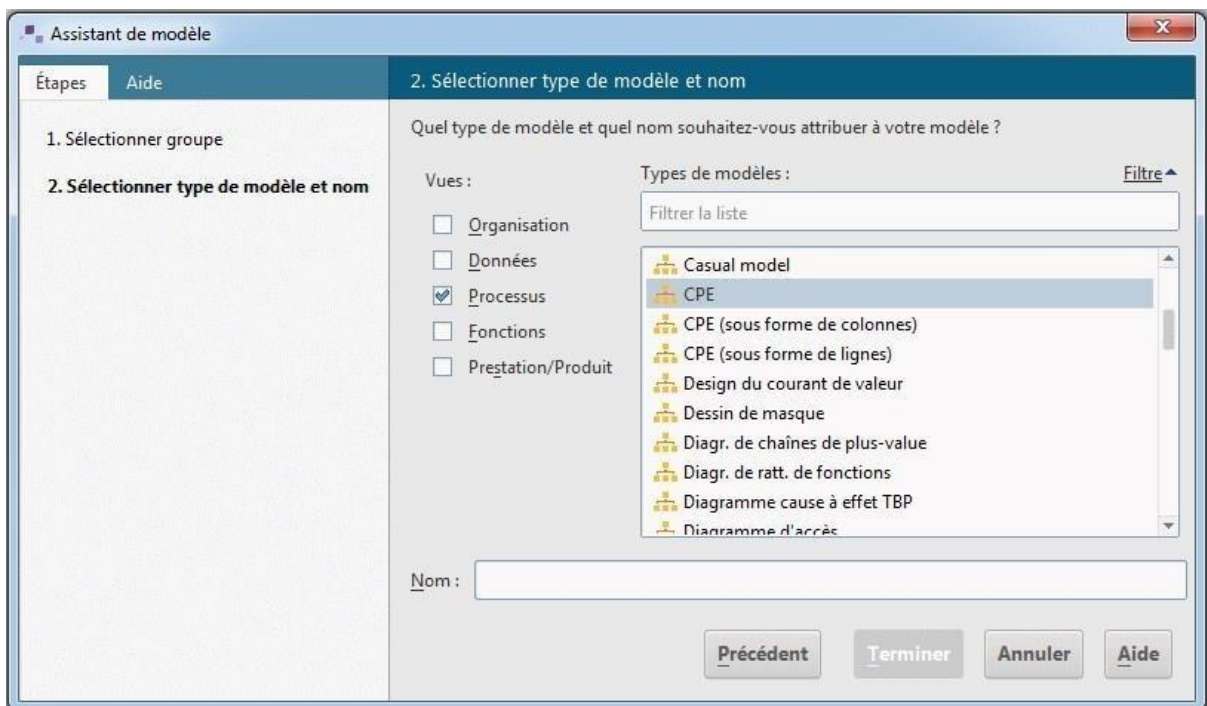 Assistant de modèle
Étapes
Aide
1. Sélectionner groupe
2. Sélectionner type de modèle et nom
2. Sélectionner type de modèle et nom
Quel type de modèle et quel nom souhaitez-vous attribuer à votre modèle ?
Vues :
Organisation
Données
Processus
Fonctions
Prestation/Produit
Types de modèles :
Filtre
Filtrer la liste
Casual model
CPE
CPE (sous forme de colonnes)
CPE (sous forme de lignes)
Design du courant de valeur
Dessin de masque
Diagr. de chaînes de plus-value
Diagr. de ratt. de fonctions
Diagramme cause à effet TBP
Diagramme d'accès
Nom :
Précédent
Terminer
Annuler
Aide